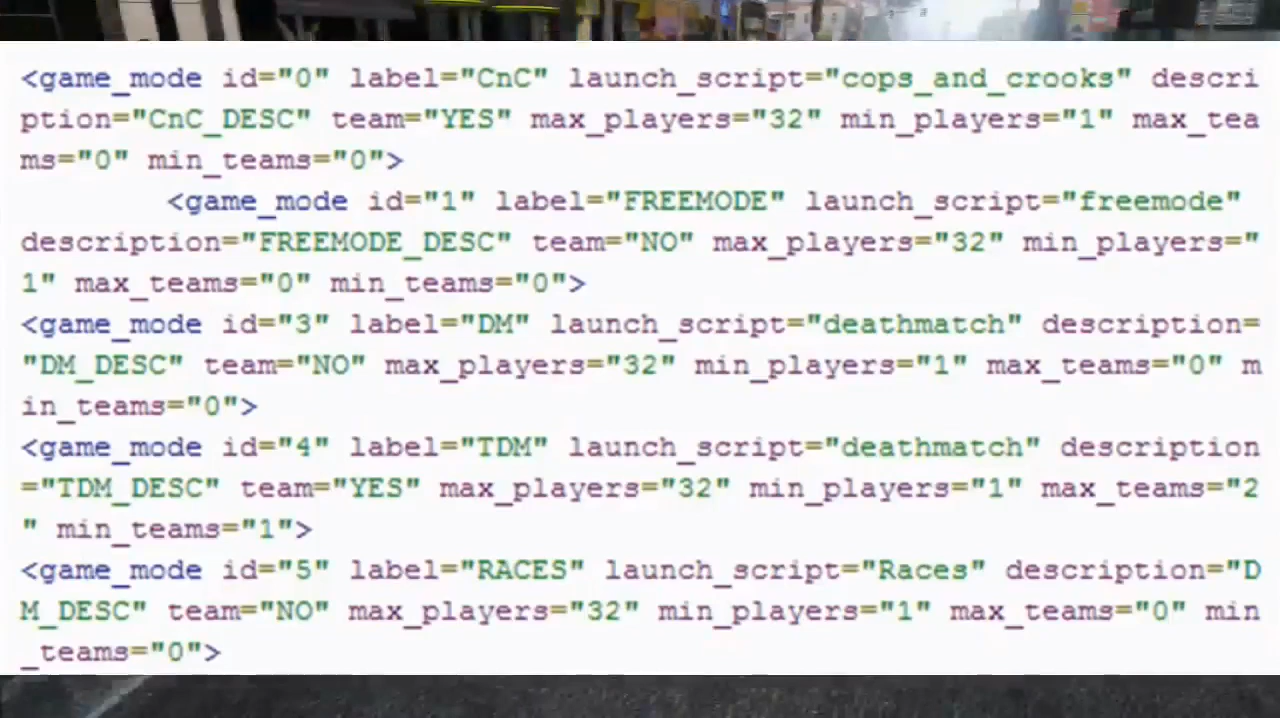 <game_mode id="0" label="CnC" launch_script="cops_and_crooks" descri
ption="CnC_DESC" team="YES" max_players="32" min_players="1" max_tea
ms="0" min_teams="0">
<game_mode id="1" label="FREEMODE" launch_script="freemode"
description="FREEMODE_DESC" team="NO" max_players="32" min_players="
1" max_teams="0" min_teams="0">
<game_mode id="3" label="DM" launch_script="deathmatch" description=
"DM_DESC" team="NO" max_players="32" min_players="1" max_teams="0" m
in_teams="0">
<game_mode id="4" label="TDM" launch_script="deathmatch" description
="TDM_DESC" team="YES" max_players="32" min_players="1" max_teams="2
" min_teams="1">
<game_mode id="5" label="RACES" launch_script="Races" description="D
M_DESC" team="NO" max_players="32" min_players="1" max_teams="0" min
_teams="0">